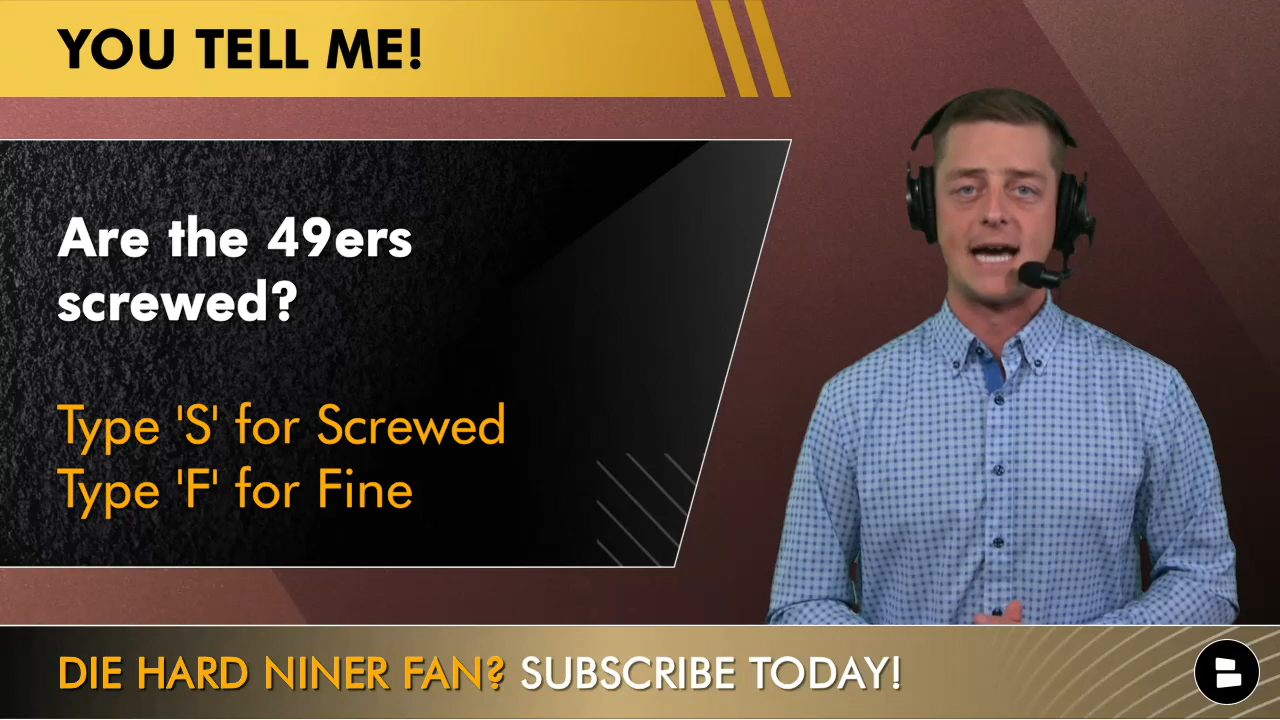 YOU TELL ME!
Are the 49ers
screwed?
Type 'S' for Screwed
Type 'F' for Fine
DIE HARD NINER FAN? SUBSCRIBE TODAY!